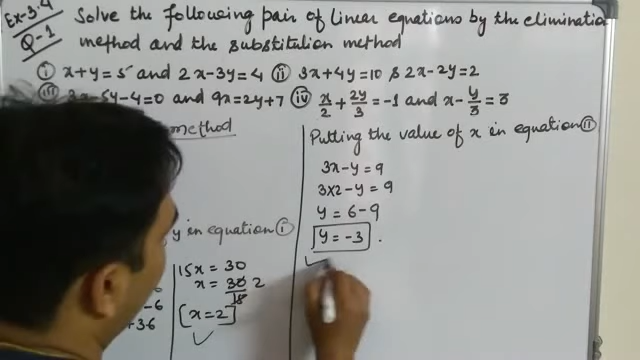 Ex-3.4
Q-1
Solve the following pair of linear equations by the elimination
method and the substitution method
(i) x+y=5 and 2x-3y=4 (ii) 3x+4y=10 & 2x-2y=2
(iii) 3x-5y-4=0 and 9x=2y+7 (iv) x/2 + 2y/3 = -1 and x - y/3 = 3
method
y in equation (i)
-6
+36
15x = 30
x = 30/15 2
x=2
Putting the value of x in equation (ii)
3x-y=9
3x2-y=9
y = 6-9
y = -3